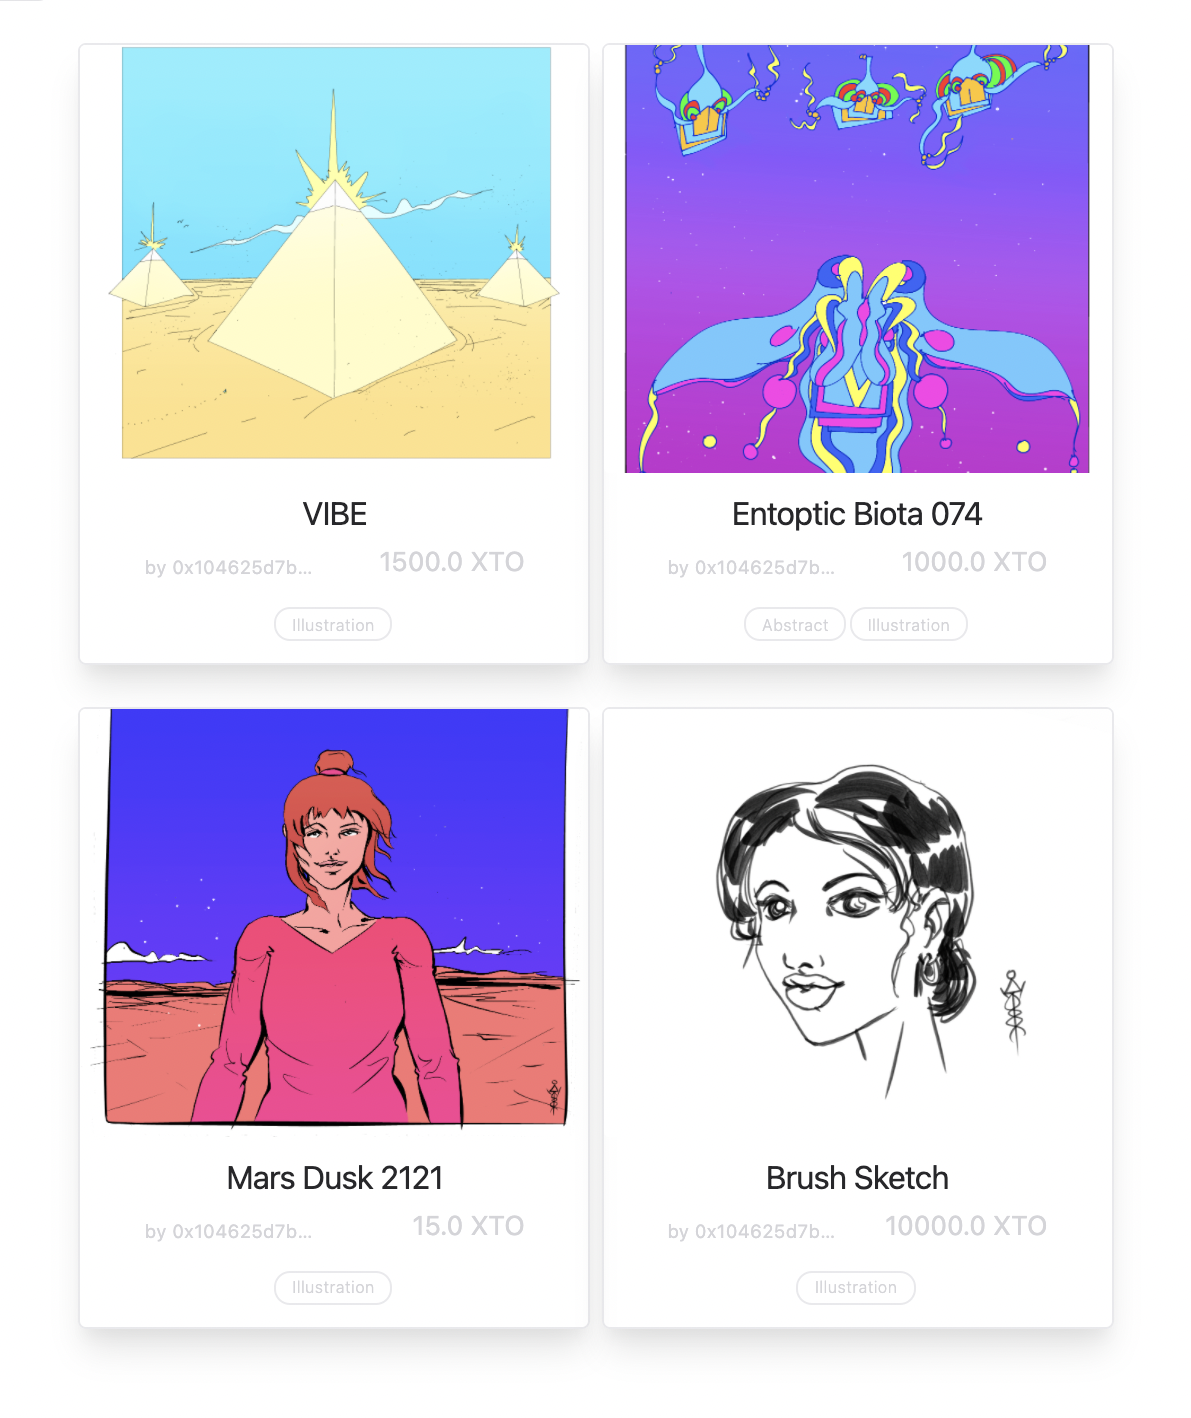 VIBE
by 0x104625d7b... 1500.0 XTO
Illustration
Entoptic Biota 074
by 0x104625d7b... 1000.0 XTO
Abstract Illustration
Mars Dusk 2121
by 0x104625d7b... 15.0 XTO
Illustration
Brush Sketch
by 0x104625d7b... 10000.0 XTO
Illustration